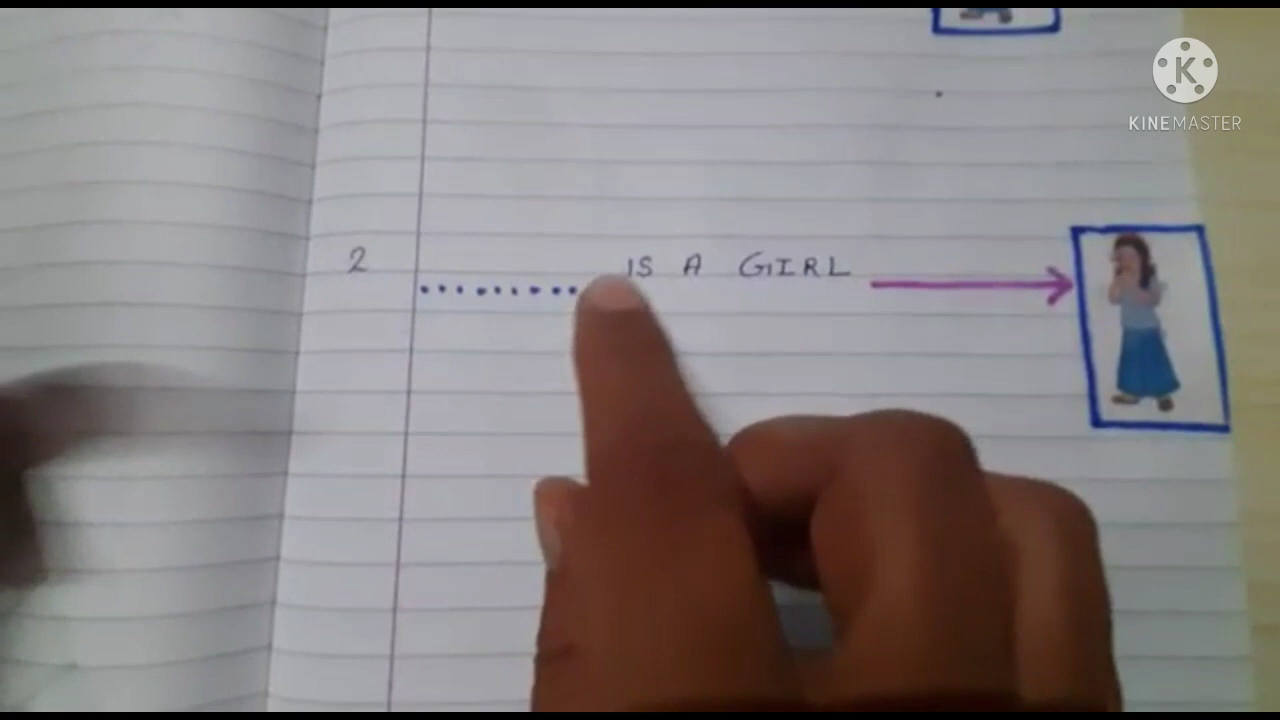 K
KINEMASTER
2 ......... IS A GIRL